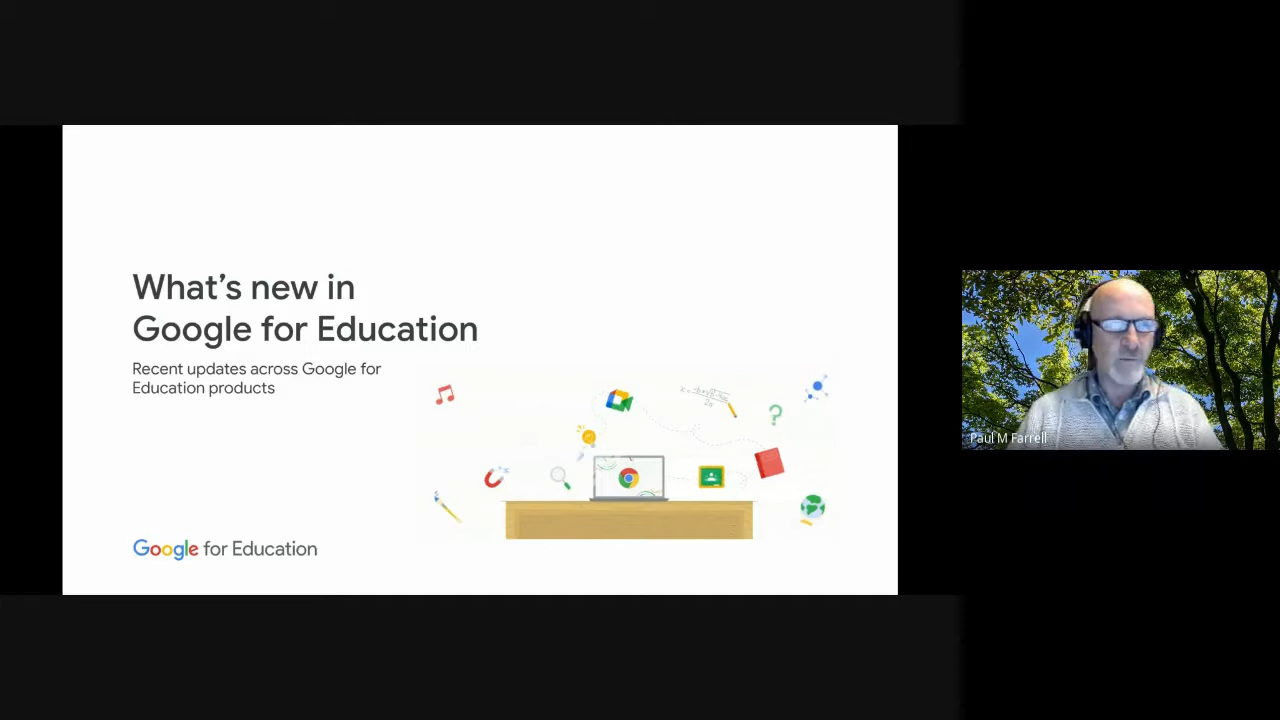 What's new in
Google for Education
Recent updates across Google for
Education products
?
Google for Education
Paul M Farrell